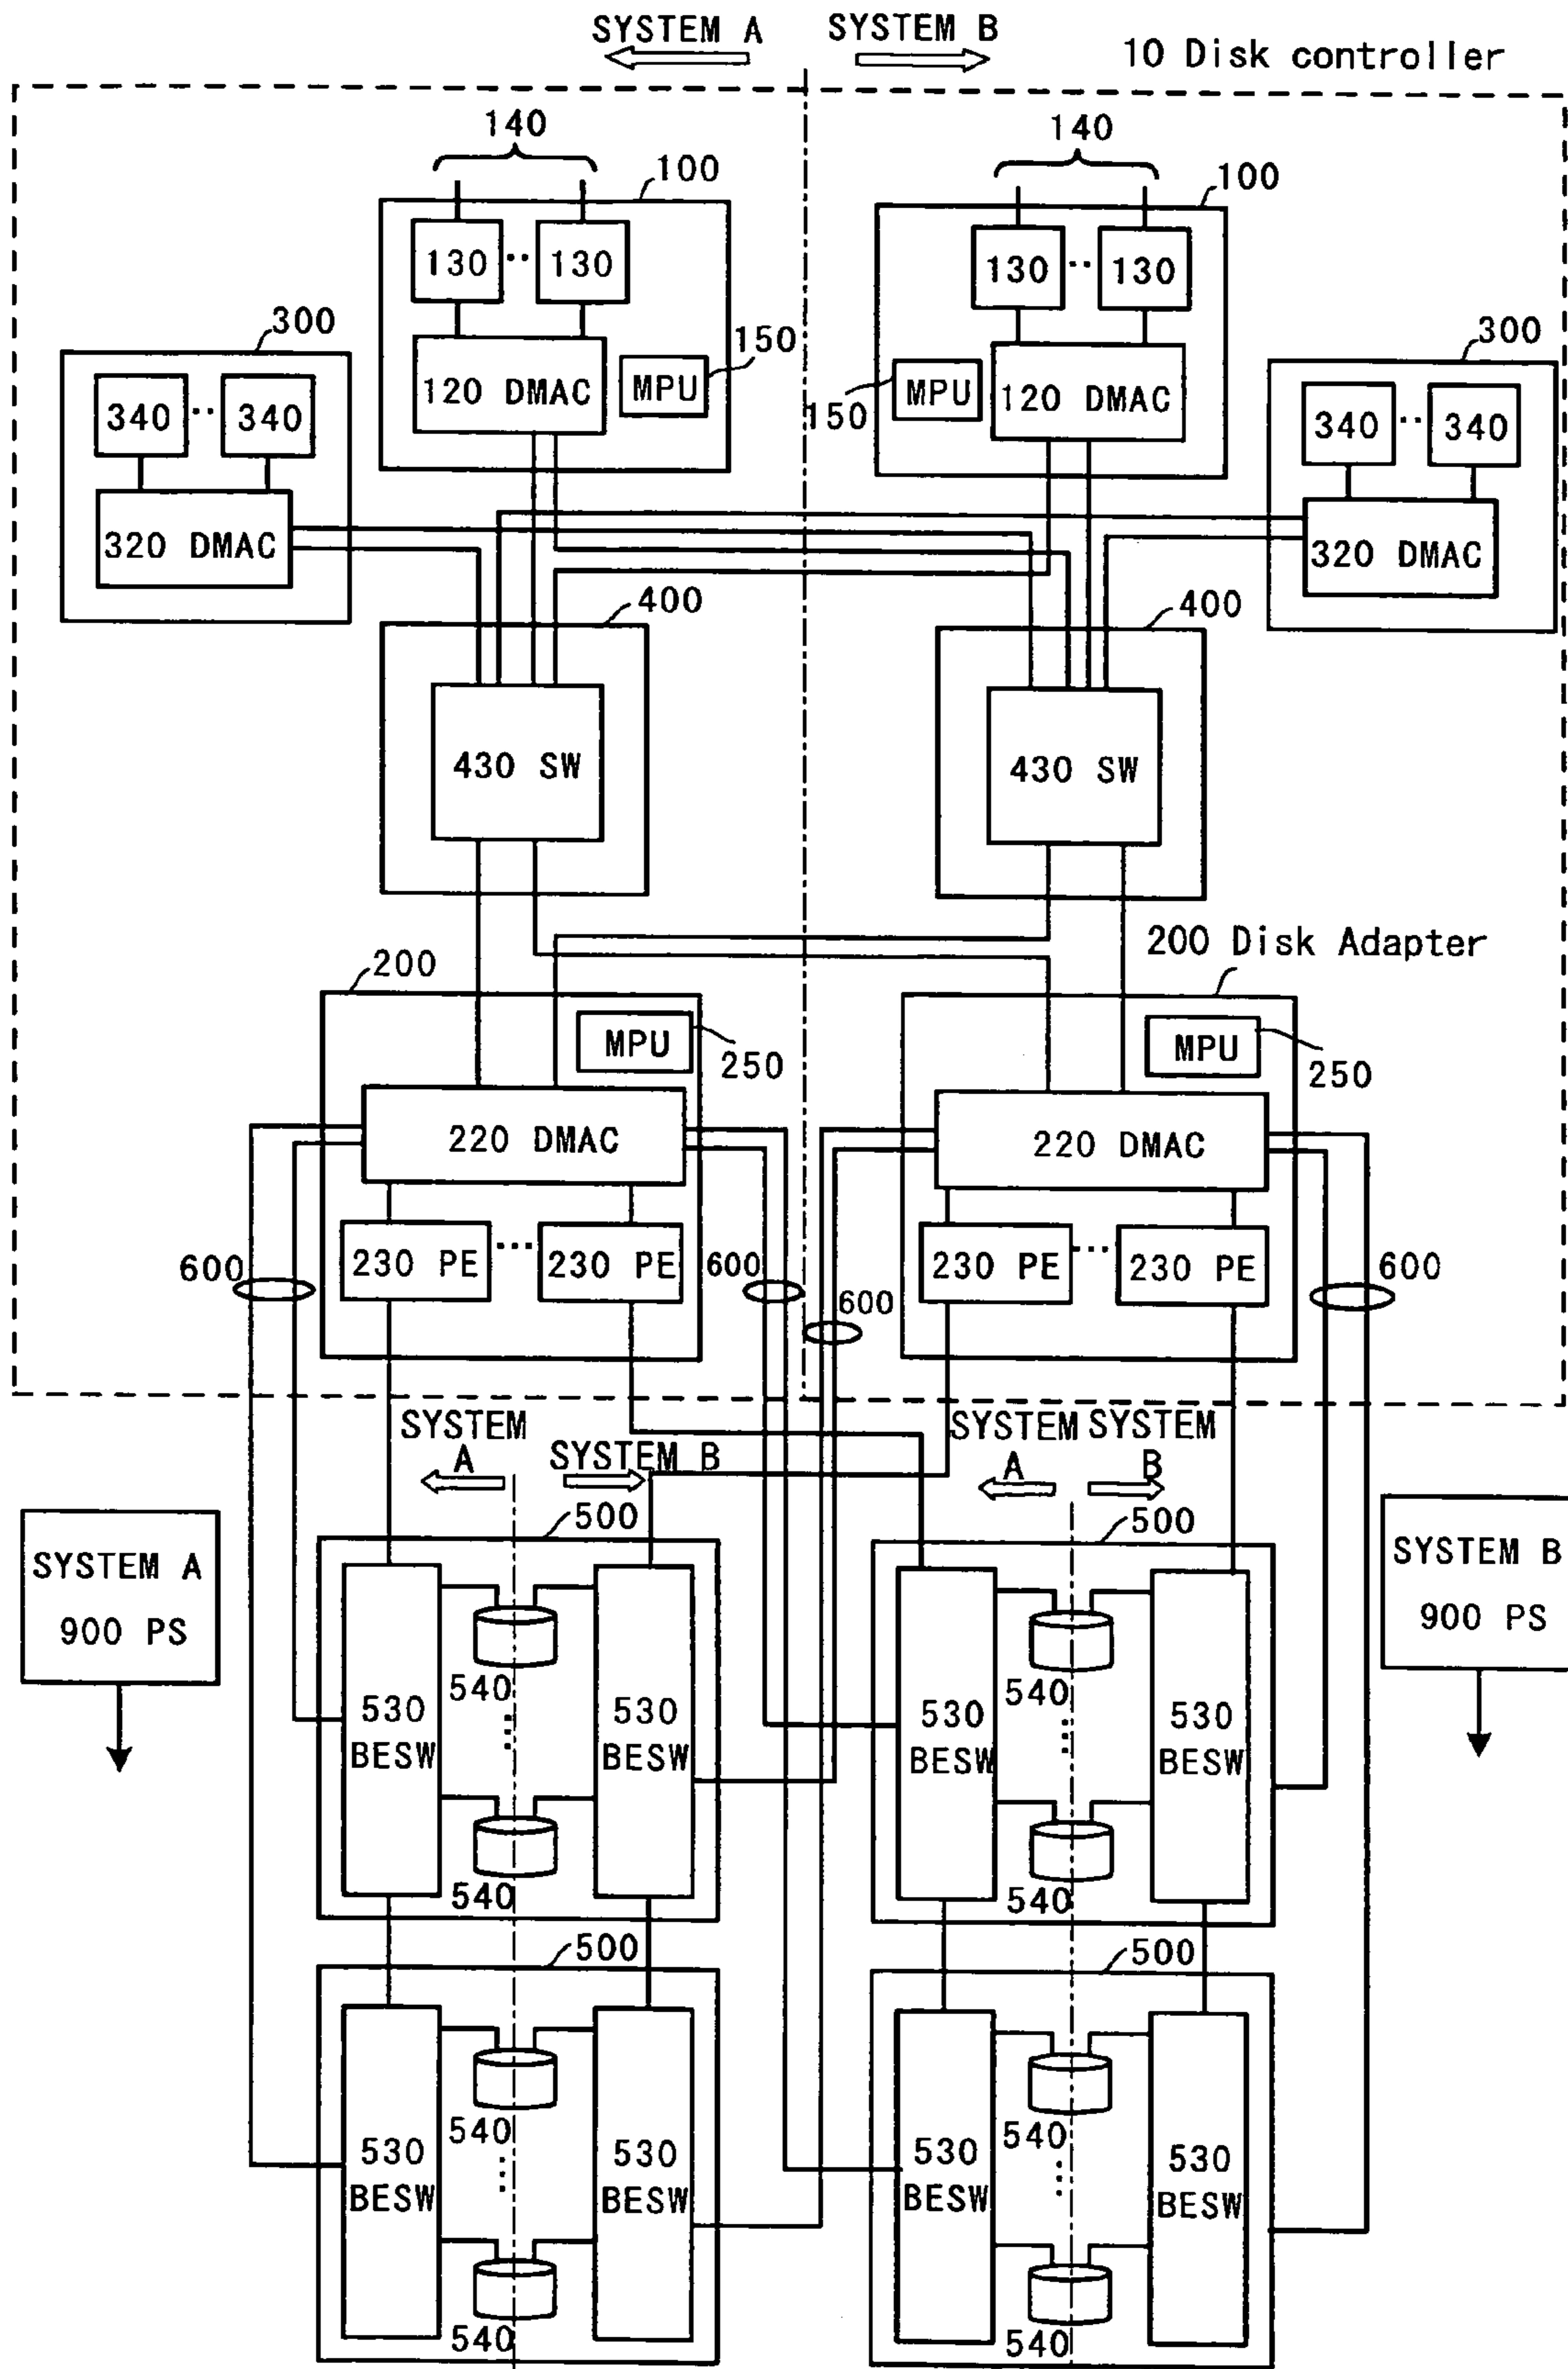 SYSTEM A
SYSTEM B
10 Disk controller
140
140
100
100
130 ·· 130
130 ·· 130
300
300
150
150
120 DMAC
MPU
MPU
120 DMAC
340 ·· 340
340 ·· 340
320 DMAC
320 DMAC
400
400
430 SW
430 SW
200
200 Disk Adapter
MPU
250
MPU
250
220 DMAC
220 DMAC
230 PE ··· 230 PE
230 PE ··· 230 PE
600
600
600
600
SYSTEM
A
SYSTEM B
SYSTEM
A
SYSTEM
B
500
500
SYSTEM A
900 PS
SYSTEM B
900 PS
540
540
530
BESW
530
BESW
530
BESW
530
BESW
540
540
500
500
540
540
530
BESW
530
BESW
530
BESW
530
BESW
540
540